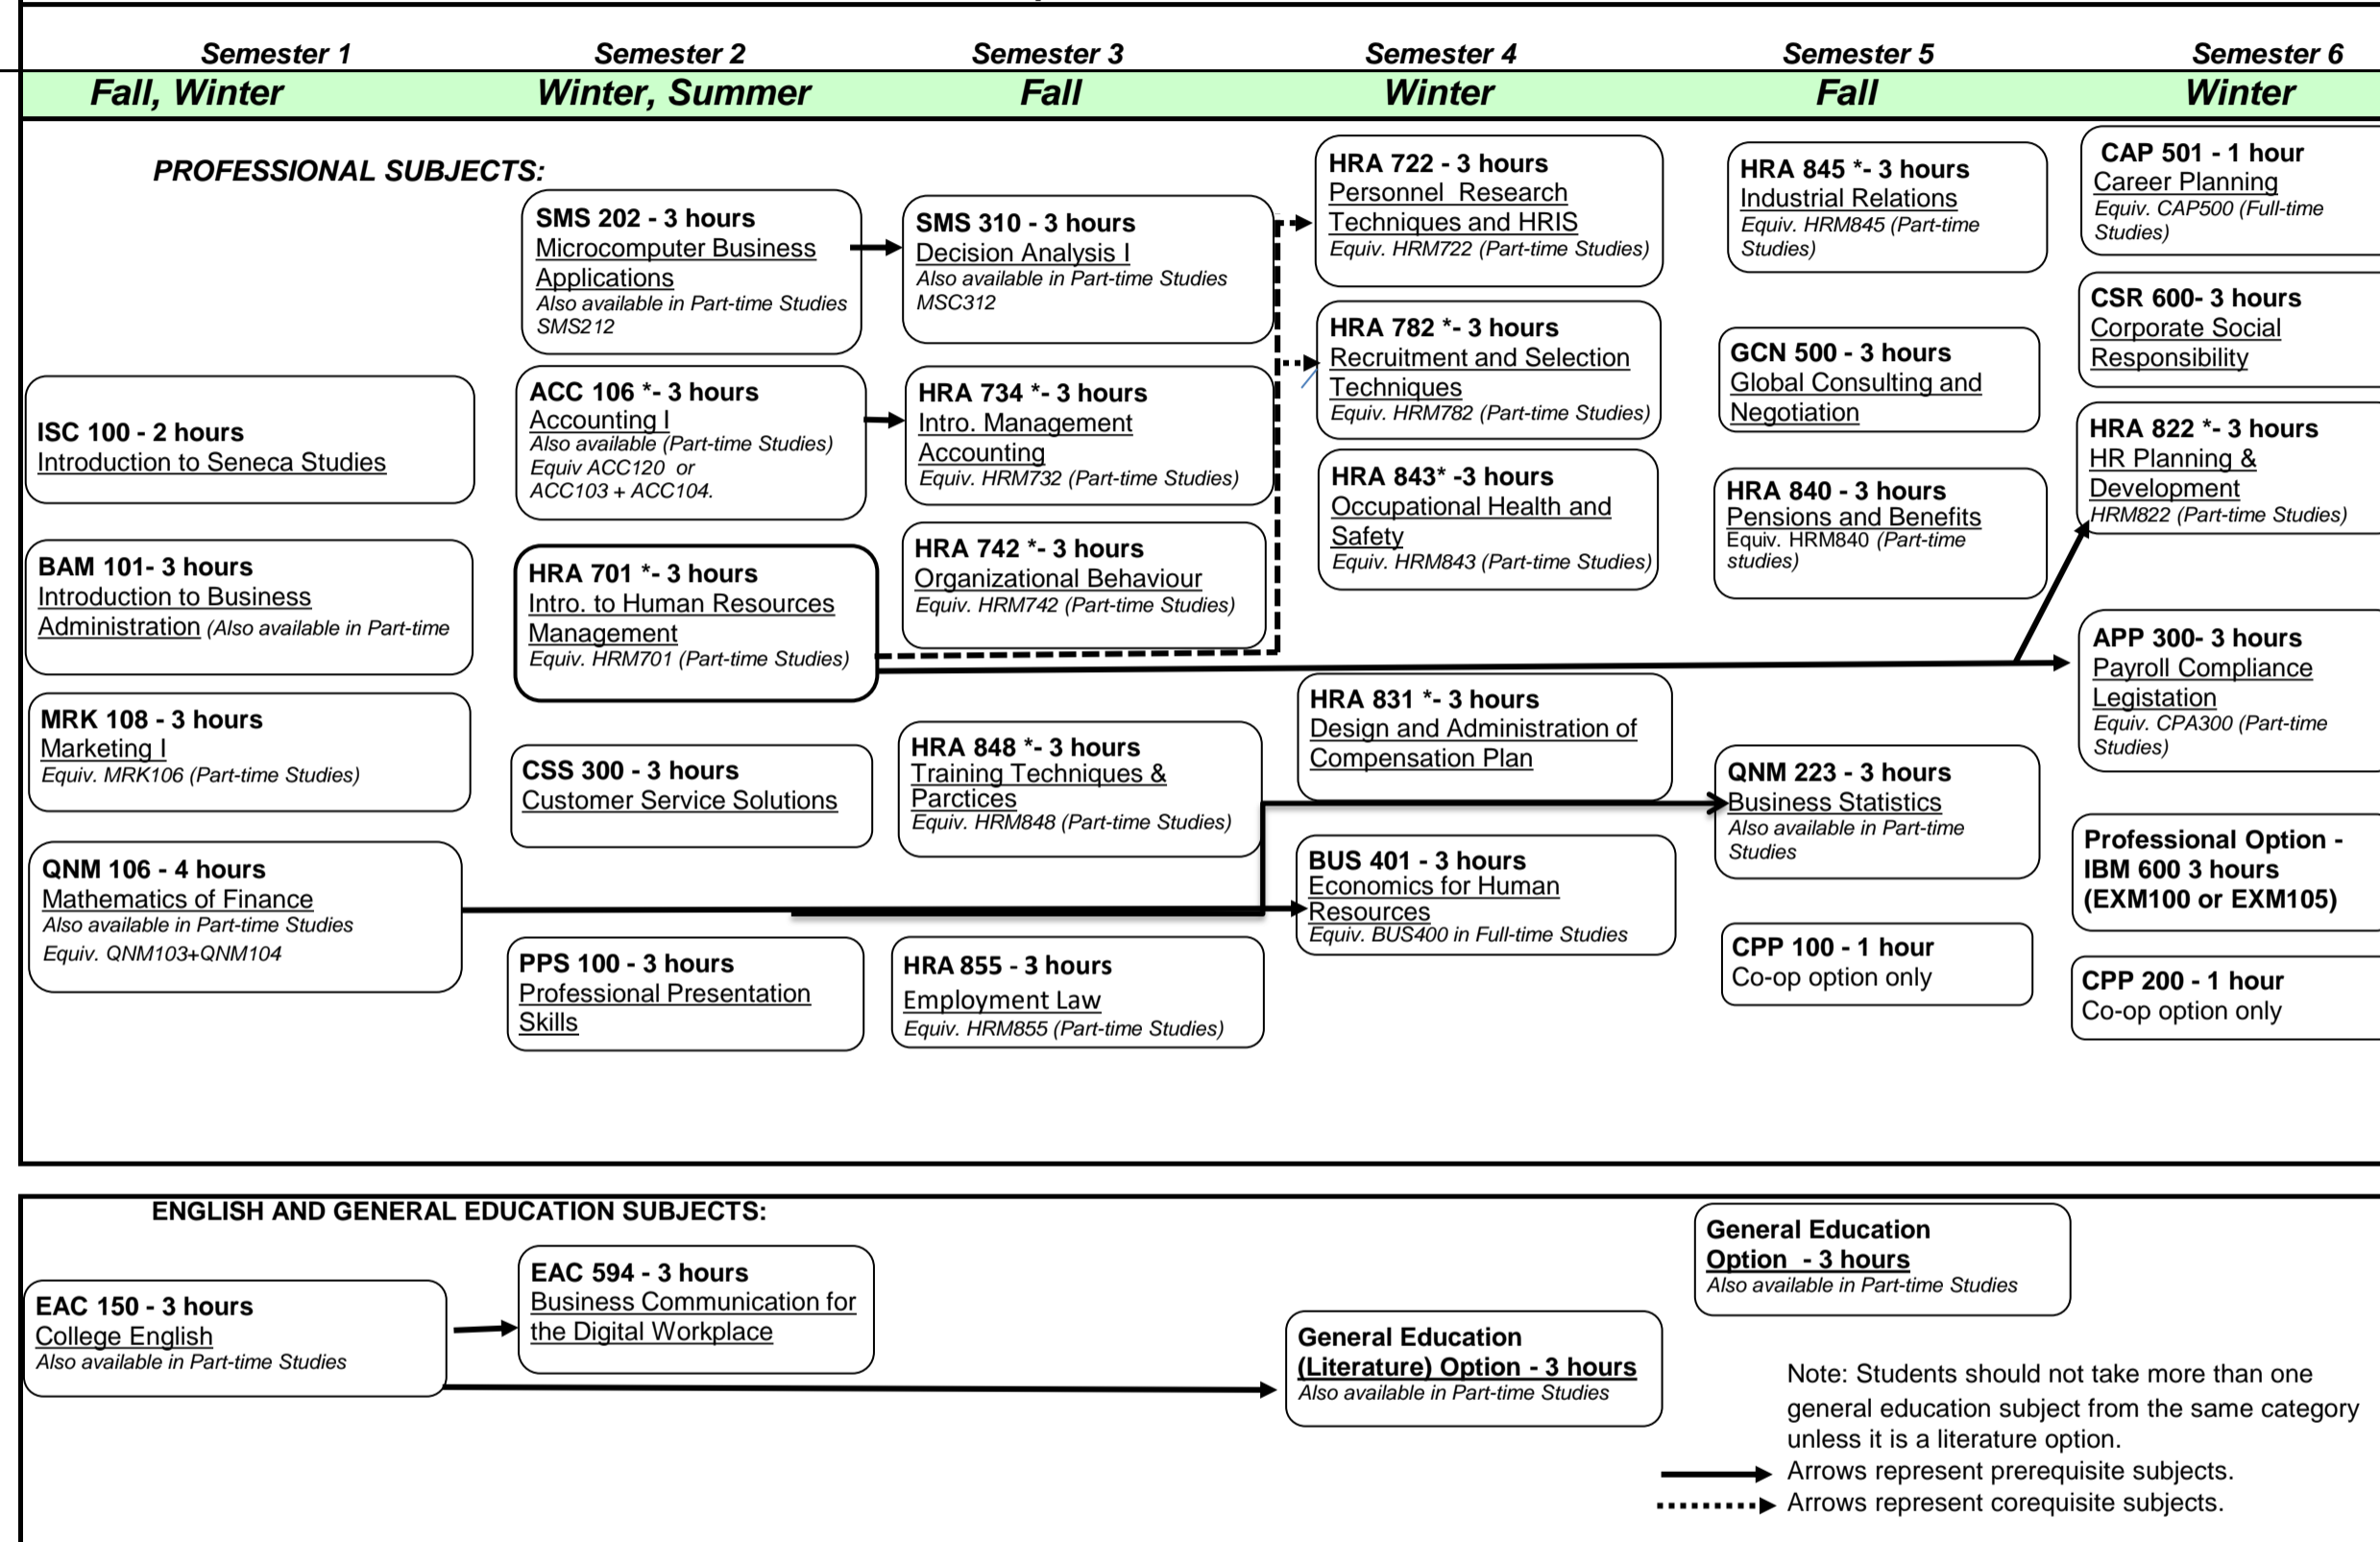 Semester 1
Semester 2
Semester 3
Semester 4
Semester 5
Semester 6
Fall, Winter
Winter, Summer
Fall
Winter
Fall
Winter
PROFESSIONAL SUBJECTS:
ISC 100 - 2 hours
Introduction to Seneca Studies
BAM 101- 3 hours
Introduction to Business
Administration (Also available in Part-time
MRK 108 - 3 hours
Marketing I
Equiv. MRK106 (Part-time Studies)
QNM 106 - 4 hours
Mathematics of Finance
Also available in Part-time Studies
Equiv. QNM103+QNM104
SMS 202 - 3 hours
Microcomputer Business
Applications
Also available in Part-time Studies
SMS212
ACC 106 *- 3 hours
Accounting I
Also available (Part-time Studies)
Equiv ACC120 or
ACC103 + ACC104.
HRA 701 *- 3 hours
Intro. to Human Resources
Management
Equiv. HRM701 (Part-time Studies)
CSS 300 - 3 hours
Customer Service Solutions
PPS 100 - 3 hours
Professional Presentation
Skills
SMS 310 - 3 hours
Decision Analysis I
Also available in Part-time Studies
MSC312
HRA 734 *- 3 hours
Intro. Management
Accounting
Equiv. HRM732 (Part-time Studies)
HRA 742 *- 3 hours
Organizational Behaviour
Equiv. HRM742 (Part-time Studies)
HRA 848 *- 3 hours
Training Techniques &
Parctices
Equiv. HRM848 (Part-time Studies)
HRA 855 - 3 hours
Employment Law
Equiv. HRM855 (Part-time Studies)
HRA 722 - 3 hours
Personnel Research
Techniques and HRIS
Equiv. HRM722 (Part-time Studies)
HRA 782 *- 3 hours
Recruitment and Selection
Techniques
Equiv. HRM782 (Part-time Studies)
HRA 843* -3 hours
Occupational Health and
Safety
Equiv. HRM843 (Part-time Studies)
HRA 831 *- 3 hours
Design and Administration of
Compensation Plan
BUS 401 - 3 hours
Economics for Human
Resources
Equiv. BUS400 in Full-time Studies
HRA 845 *- 3 hours
Industrial Relations
Equiv. HRM845 (Part-time
Studies)
GCN 500 - 3 hours
Global Consulting and
Negotiation
HRA 840 - 3 hours
Pensions and Benefits
Equiv. HRM840 (Part-time
studies)
QNM 223 - 3 hours
Business Statistics
Also available in Part-time
Studies
CPP 100 - 1 hour
Co-op option only
CAP 501 - 1 hour
Career Planning
Equiv. CAP500 (Full-time
Studies)
CSR 600- 3 hours
Corporate Social
Responsibility
HRA 822 *- 3 hours
HR Planning &
Development
HRM822 (Part-time Studies)
APP 300- 3 hours
Payroll Compliance
Legistation
Equiv. CPA300 (Part-time
Studies)
Professional Option -
IBM 600 3 hours
(EXM100 or EXM105)
CPP 200 - 1 hour
Co-op option only
ENGLISH AND GENERAL EDUCATION SUBJECTS:
EAC 150 - 3 hours
College English
Also available in Part-time Studies
EAC 594 - 3 hours
Business Communication for
the Digital Workplace
General Education
(Literature) Option - 3 hours
Also available in Part-time Studies
General Education
Option - 3 hours
Also available in Part-time Studies
Note: Students should not take more than one
general education subject from the same category
unless it is a literature option.
Arrows represent prerequisite subjects.
Arrows represent corequisite subjects.